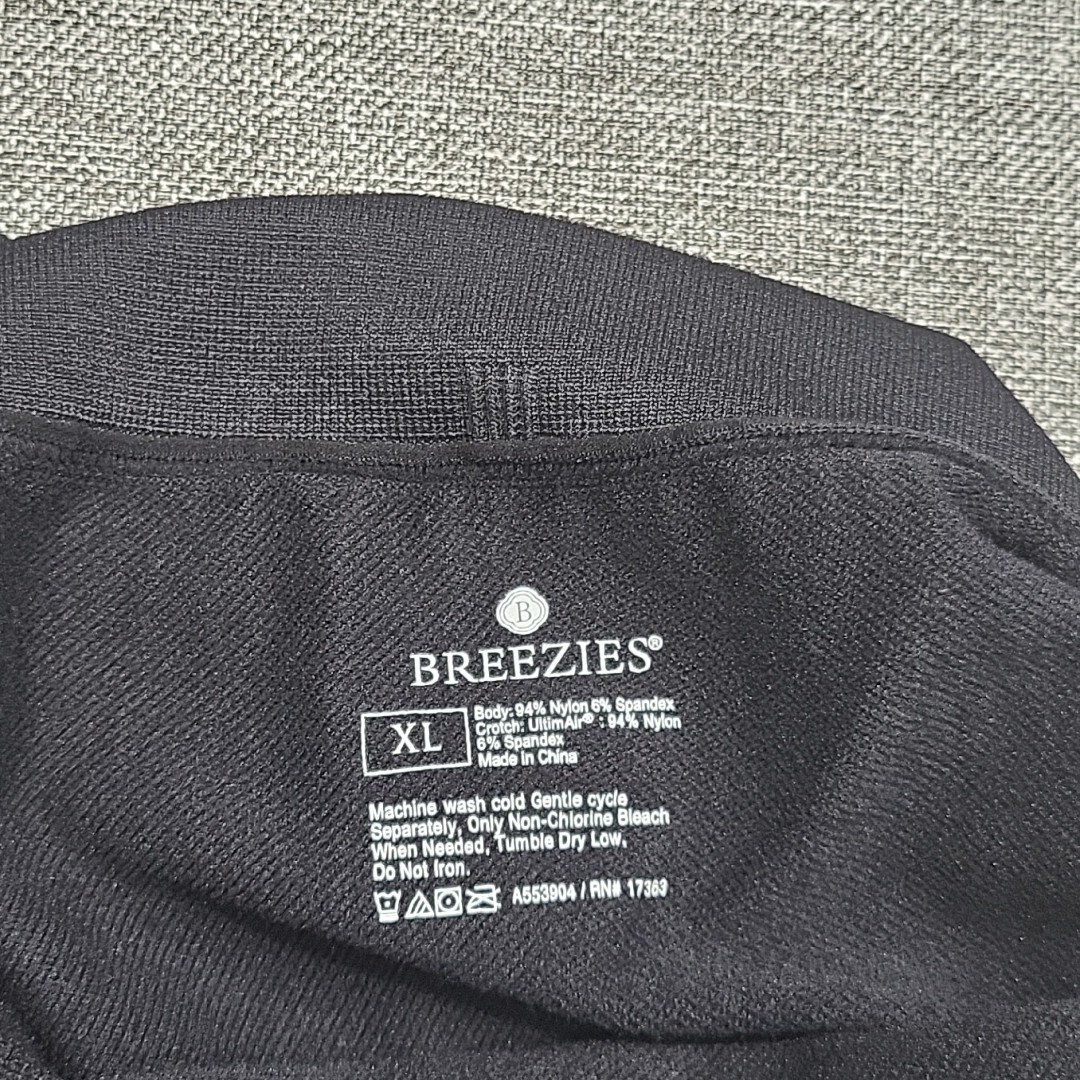 B
BREEZIES®
XL
Body: 94% Nylon 6% Spandex
Crotch: UltimAir® : 94% Nylon
6% Spandex
Made in China
Machine wash cold Gentle cycle
Separately, Only Non-Chlorine Bleach
When Needed, Tumble Dry Low,
Do Not Iron.
A553904 / RN# 17363